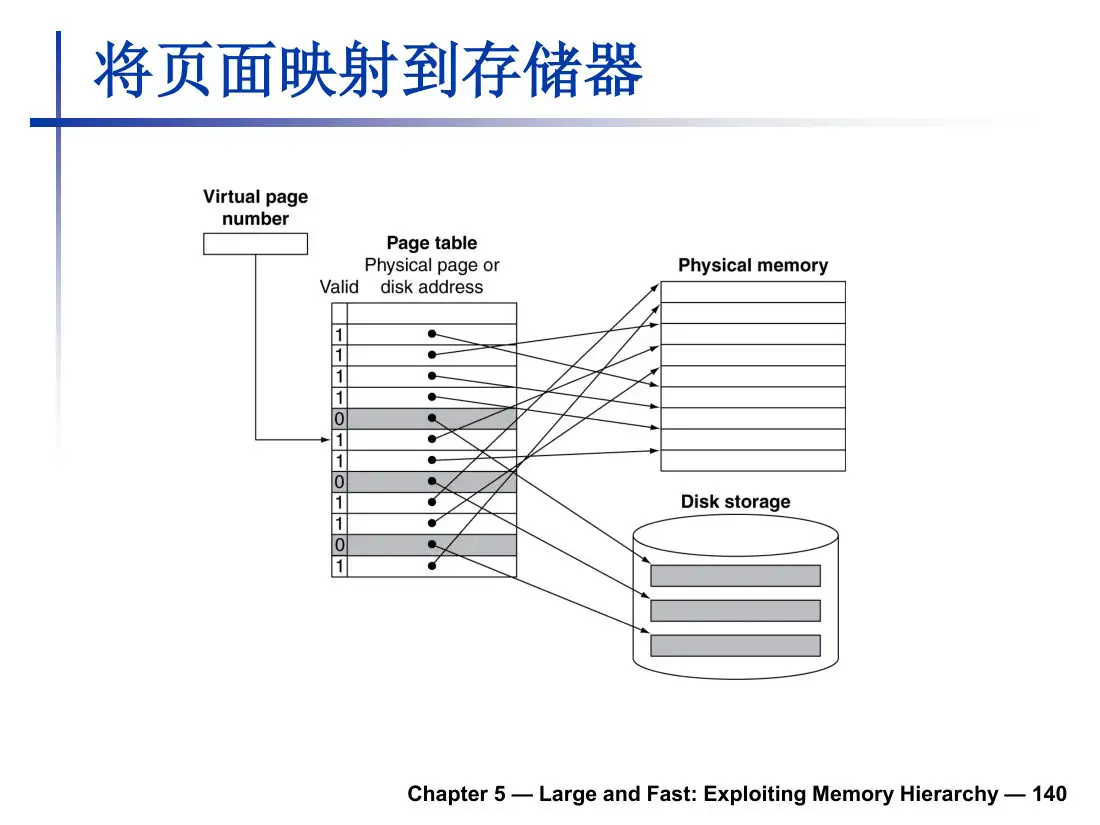 将页面映射到存储器
Virtual page
number
Page table
Physical page or
Valid disk address
Physical memory
1
1
1
1
0
1
1
0
1
1
0
1
Disk storage
Chapter 5 — Large and Fast: Exploiting Memory Hierarchy — 140